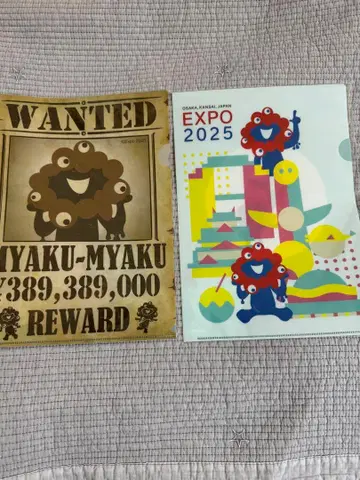 WANTED
MYAKU-MYAKU
¥389,389,000
REWARD
OSAKA, KANSAI, JAPAN
EXPO
2025